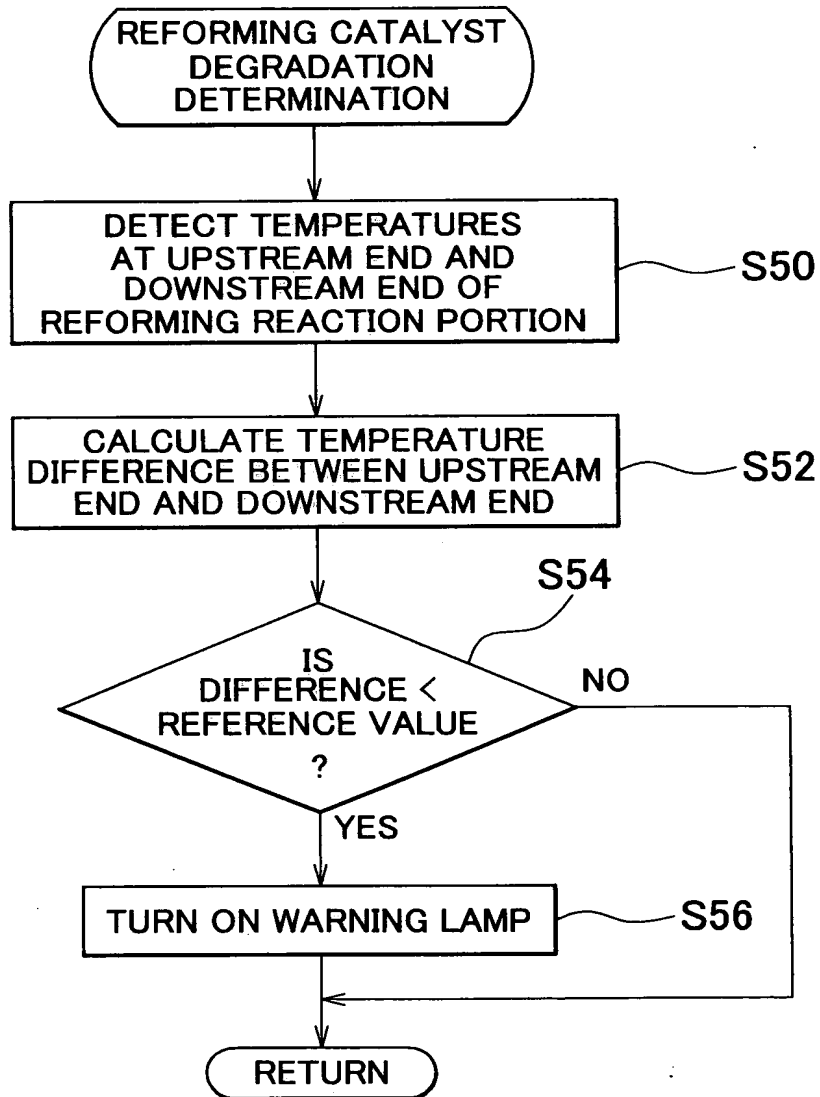 REFORMING CATALYST
DEGRADATION
DETERMINATION
DETECT TEMPERATURES
AT UPSTREAM END AND
DOWNSTREAM END OF
REFORMING REACTION PORTION
S50
CALCULATE TEMPERATURE
DIFFERENCE BETWEEN UPSTREAM
END AND DOWNSTREAM END
S52
S54
IS
DIFFERENCE <
REFERENCE VALUE
?
NO
YES
TURN ON WARNING LAMP
S56
RETURN